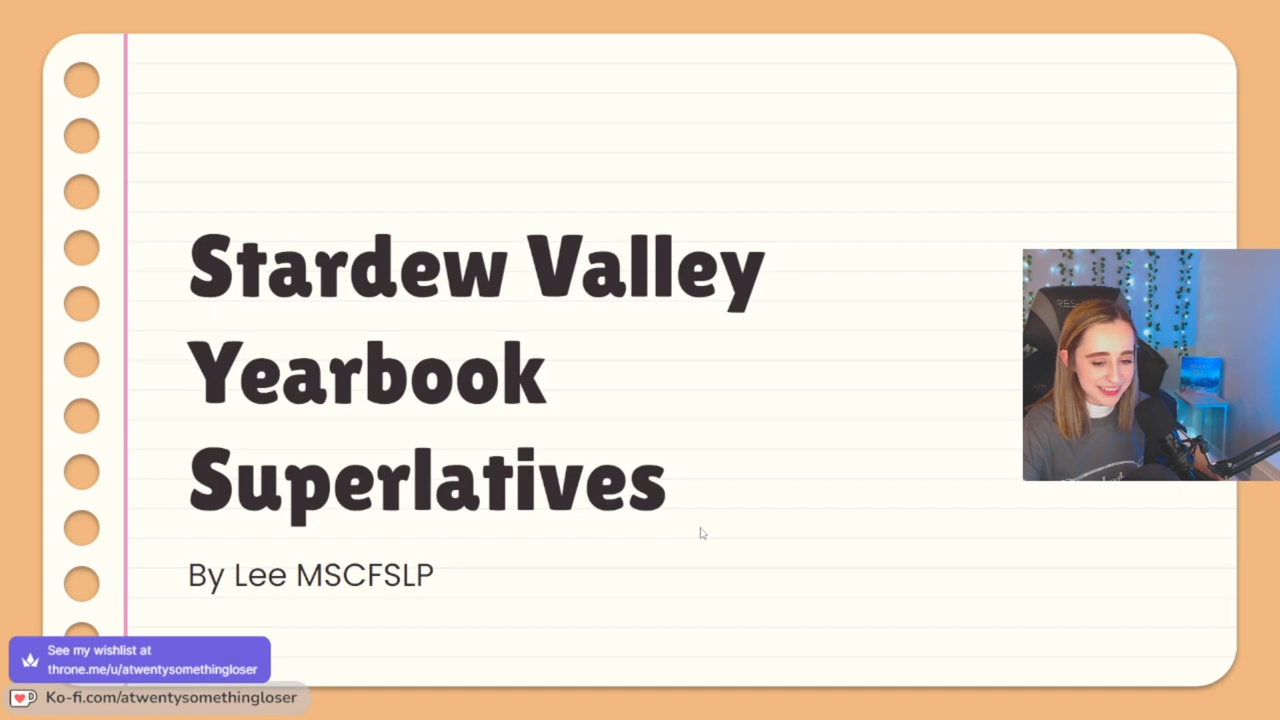 Stardew Valley
Yearbook
Superlatives
By Lee MSCFSLP
See my wishlist at
throne.me/u/atwentysomethingloser
Ko-fi.com/atwentysomethingloser